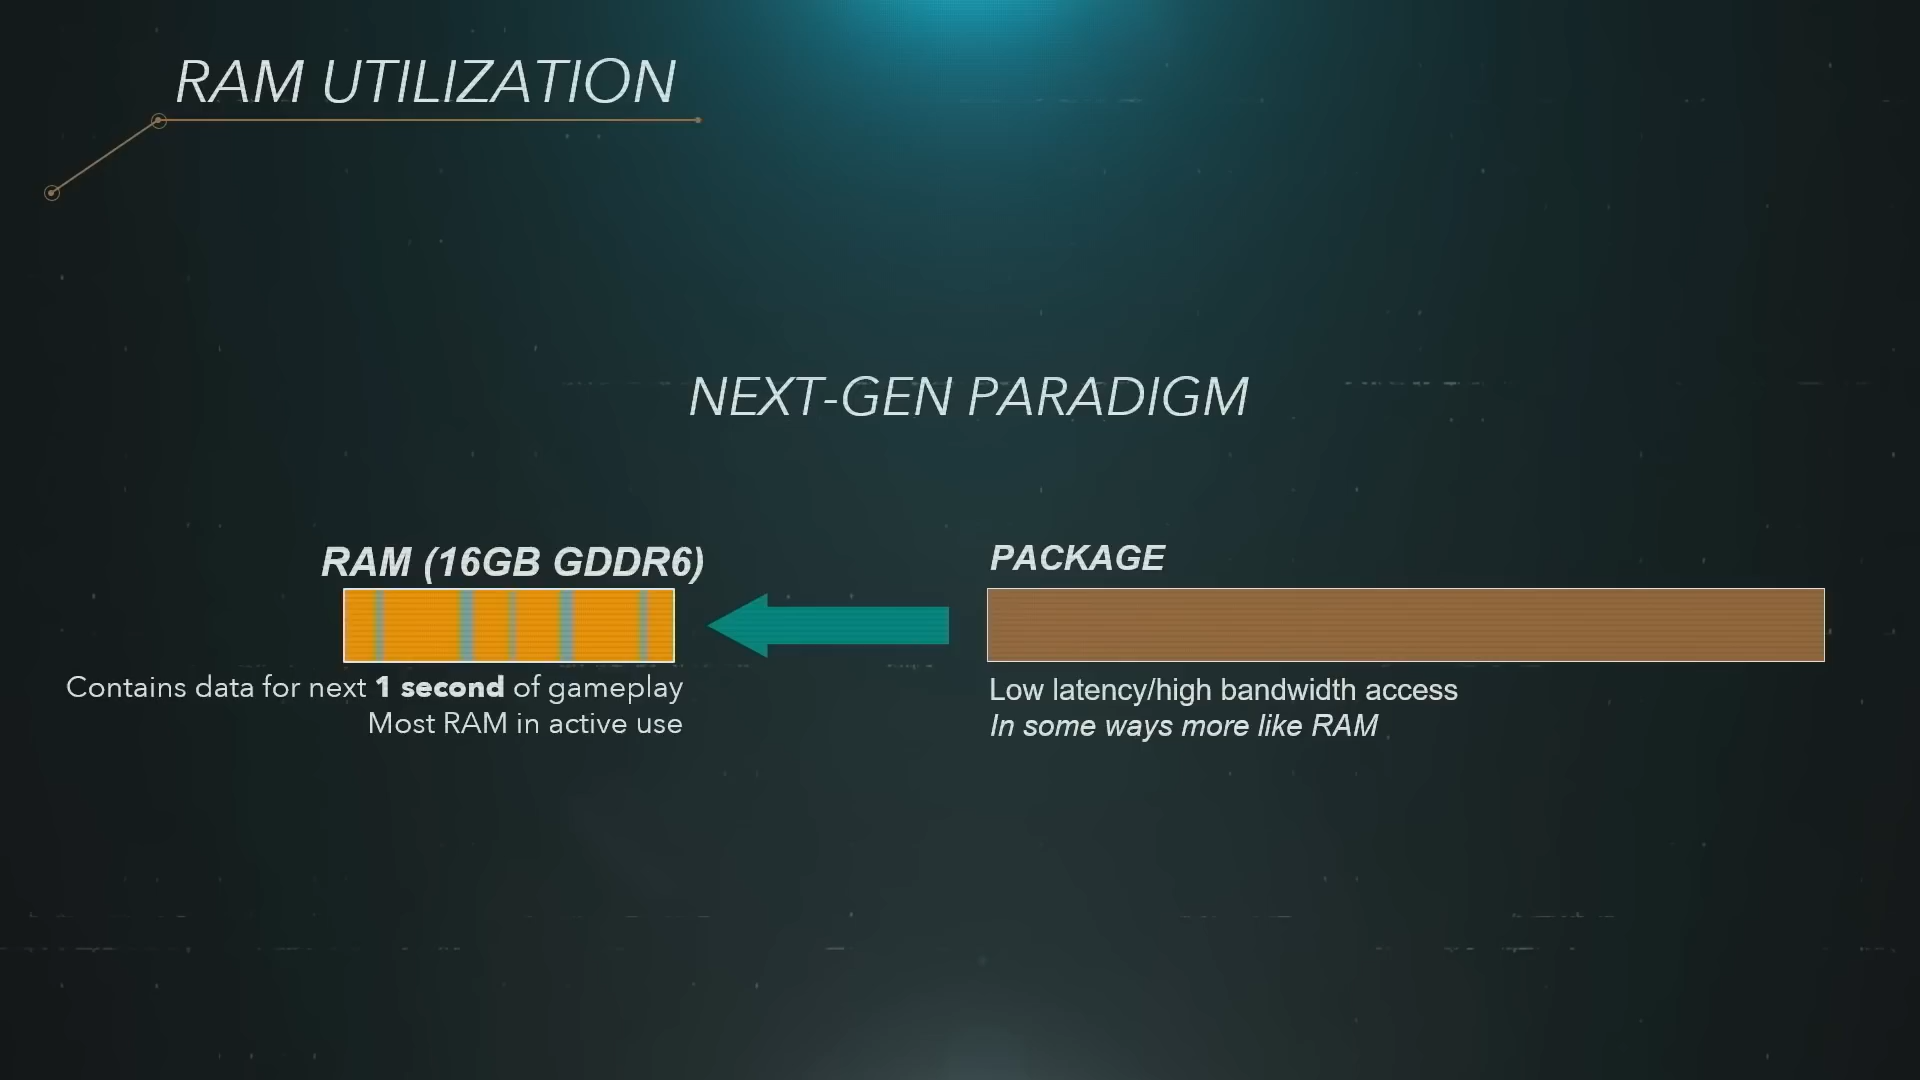 RAM UTILIZATION
NEXT-GEN PARADIGM
RAM (16GB GDDR6)
Contains data for next 1 second of gameplay
Most RAM in active use
PACKAGE
Low latency/high bandwidth access
In some ways more like RAM